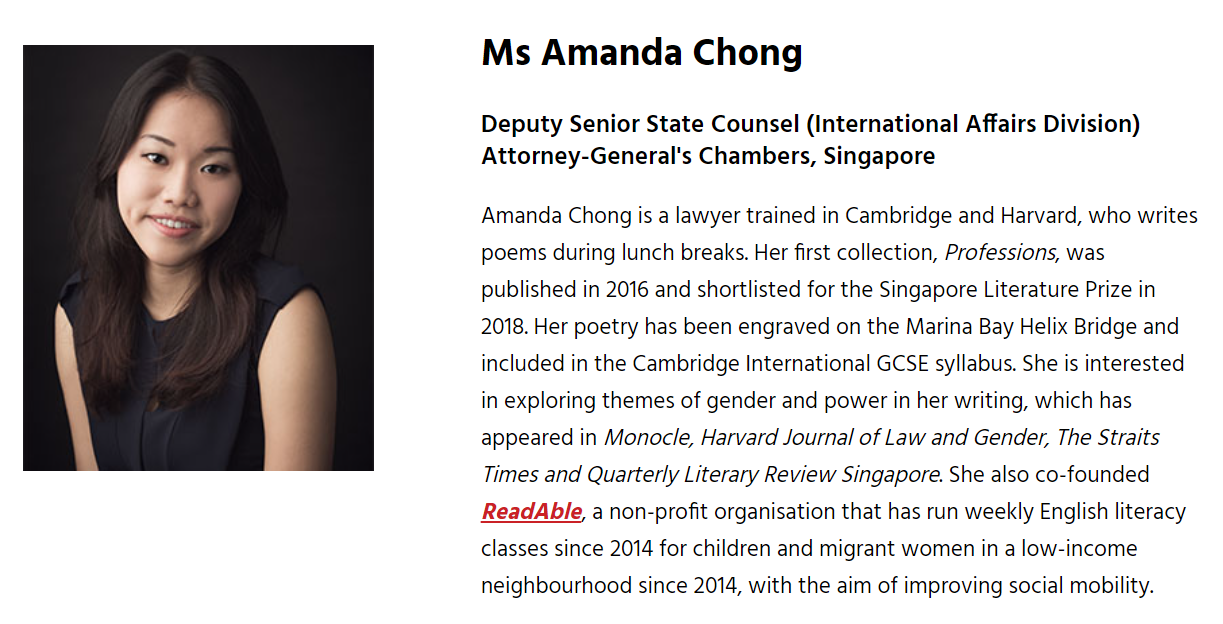 Ms Amanda Chong
Deputy Senior State Counsel (International Affairs Division)
Attorney-General's Chambers, Singapore
Amanda Chong is a lawyer trained in Cambridge and Harvard, who writes
poems during lunch breaks. Her first collection, Professions, was
published in 2016 and shortlisted for the Singapore Literature Prize in
2018. Her poetry has been engraved on the Marina Bay Helix Bridge and
included in the Cambridge International GCSE syllabus. She is interested
in exploring themes of gender and power in her writing, which has
appeared in Monocle, Harvard Journal of Law and Gender, The Straits
Times and Quarterly Literary Review Singapore. She also co-founded
ReadAble, a non-profit organisation that has run weekly English literacy
classes since 2014 for children and migrant women in a low-income
neighbourhood since 2014, with the aim of improving social mobility.